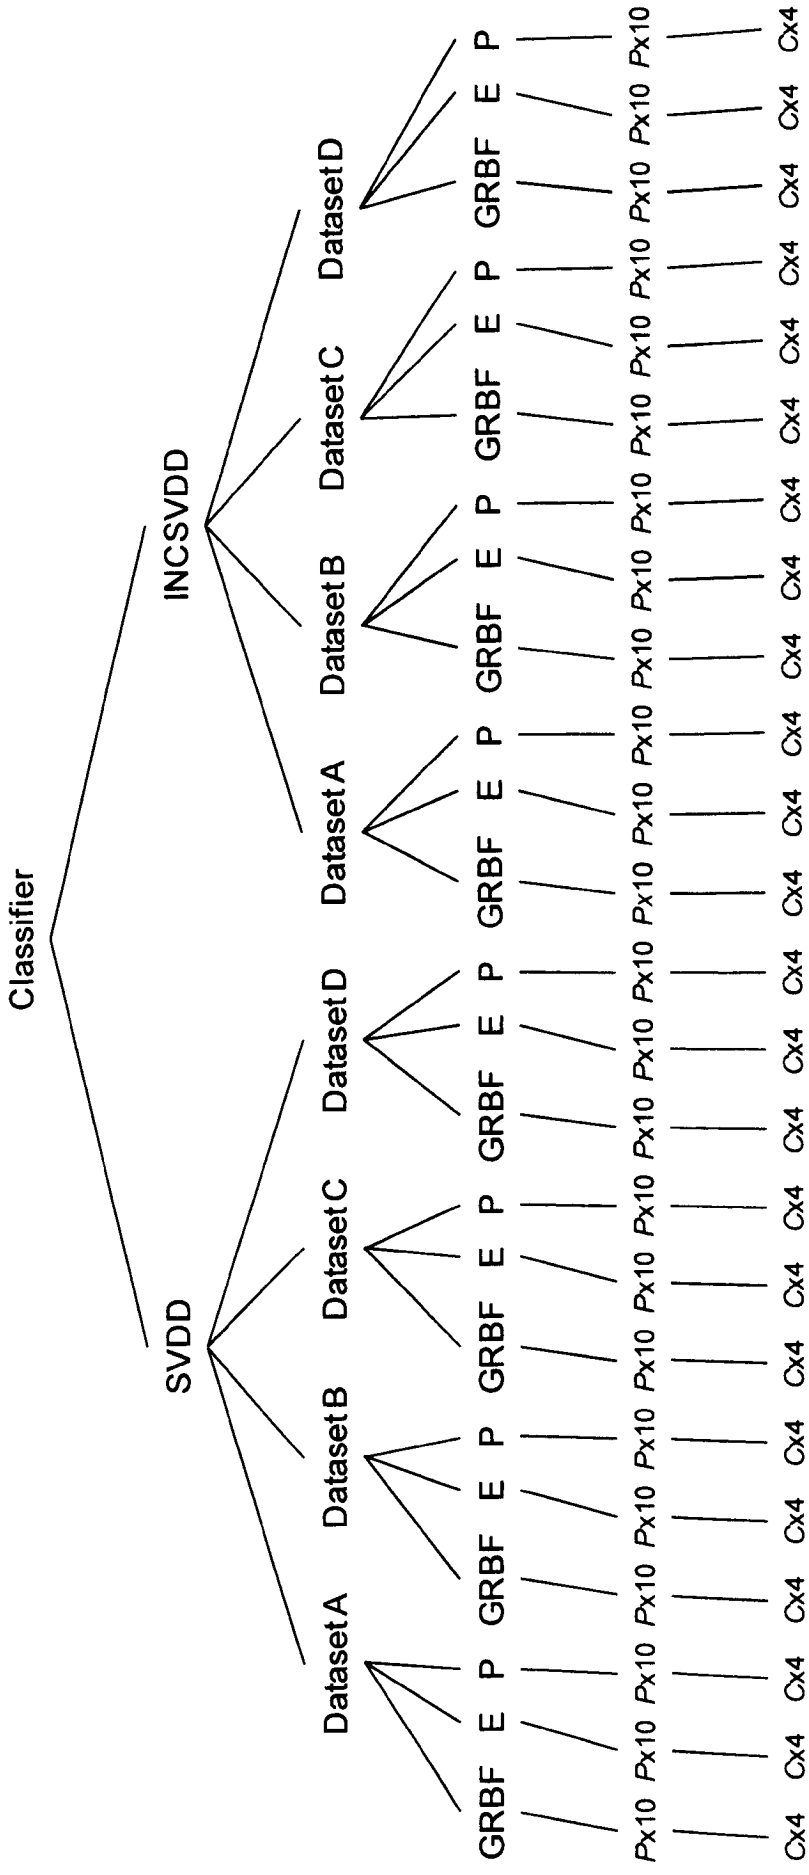 Classifier
SVDD INCSVDD
Dataset A Dataset B Dataset C Dataset D Dataset A Dataset B Dataset C Dataset D
GRBF E P GRBF E P GRBF E P GRBF E P GRBF E P GRBF E P GRBF E P GRBF E P
Px10 Px10 Px10 Px10 Px10 Px10 Px10 Px10 Px10 Px10 Px10 Px10 Px10 Px10 Px10 Px10 Px10 Px10 Px10 Px10 Px10 Px10 Px10 Px10
Cx4 Cx4 Cx4 Cx4 Cx4 Cx4 Cx4 Cx4 Cx4 Cx4 Cx4 Cx4 Cx4 Cx4 Cx4 Cx4 Cx4 Cx4 Cx4 Cx4 Cx4 Cx4 Cx4 Cx4